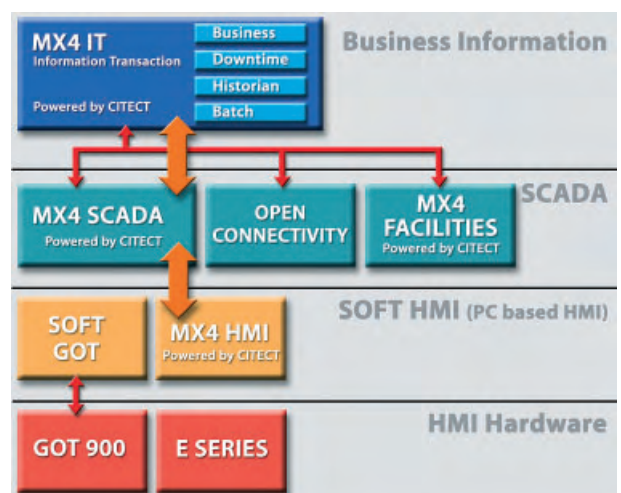 MX4 IT
Information Transaction
Powered by CITECT
Business
Downtime
Historian
Batch
Business Information
MX4 SCADA
Powered by CITECT
OPEN
CONNECTIVITY
MX4
FACILITIES
Powered by CITECT
SCADA
SOFT
GOT
MX4 HMI
Powered by CITECT
SOFT HMI (PC based HMI)
GOT 900
E SERIES
HMI Hardware